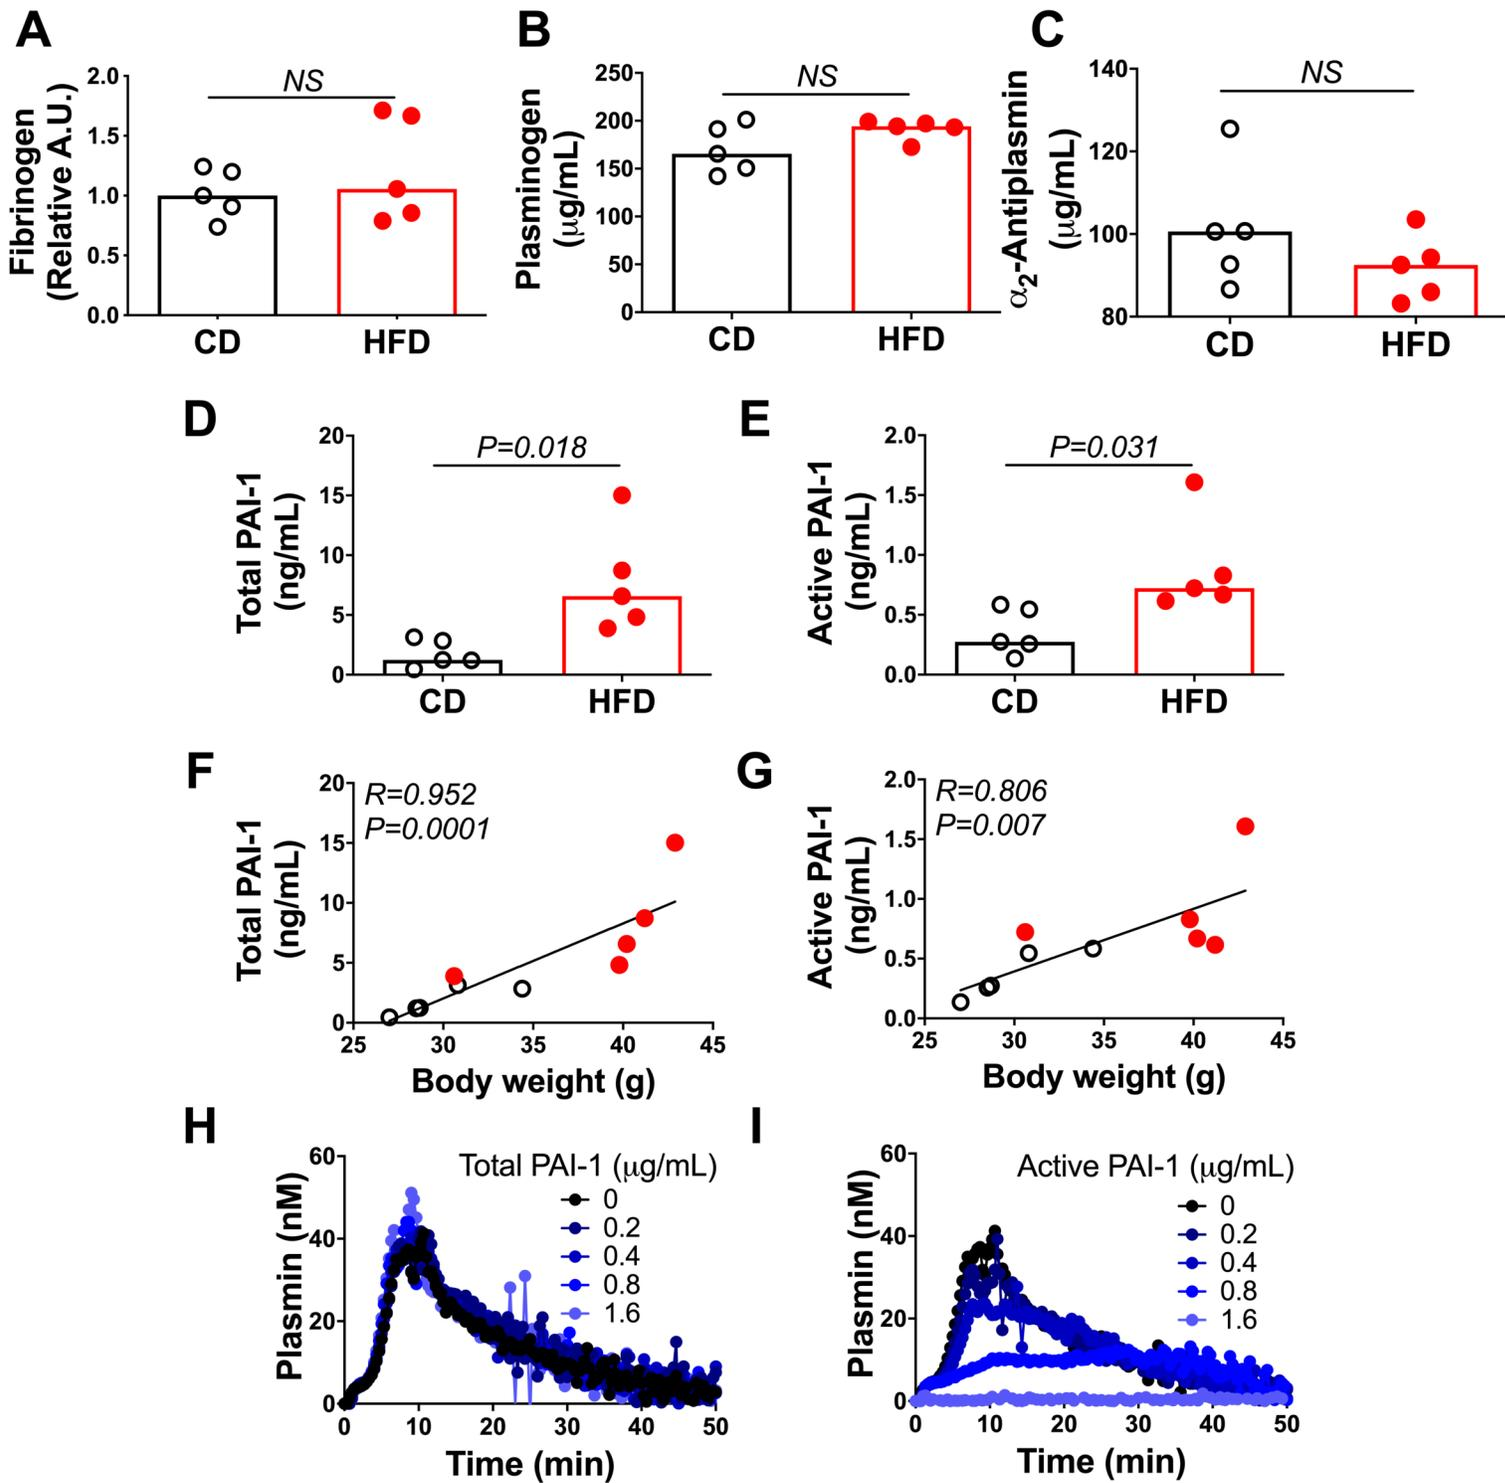 A
Fibrinogen
(Relative A.U.)
2.0
1.5
1.0
0.5
0.0
NS
CD
HFD
B
Plasminogen
(μg/mL)
250
200
150
100
50
0
NS
CD
HFD
C
α2-Antiplasmin
(μg/mL)
140
120
100
80
NS
CD
HFD
D
Total PAI-1
(ng/mL)
20
15
10
5
0
P=0.018
CD
HFD
E
Active PAI-1
(ng/mL)
2.0
1.5
1.0
0.5
0.0
P=0.031
CD
HFD
F
Total PAI-1
(ng/mL)
20
15
10
5
0
R=0.952
P=0.0001
25 30 35 40 45
Body weight (g)
G
Active PAI-1
(ng/mL)
2.0
1.5
1.0
0.5
0.0
R=0.806
P=0.007
25 30 35 40 45
Body weight (g)
H
Plasmin (nM)
60
40
20
0
Total PAI-1 (μg/mL)
0
0.2
0.4
0.8
1.6
0 10 20 30 40 50
Time (min)
I
Plasmin (nM)
60
40
20
0
Active PAI-1 (μg/mL)
0
0.2
0.4
0.8
1.6
0 10 20 30 40 50
Time (min)